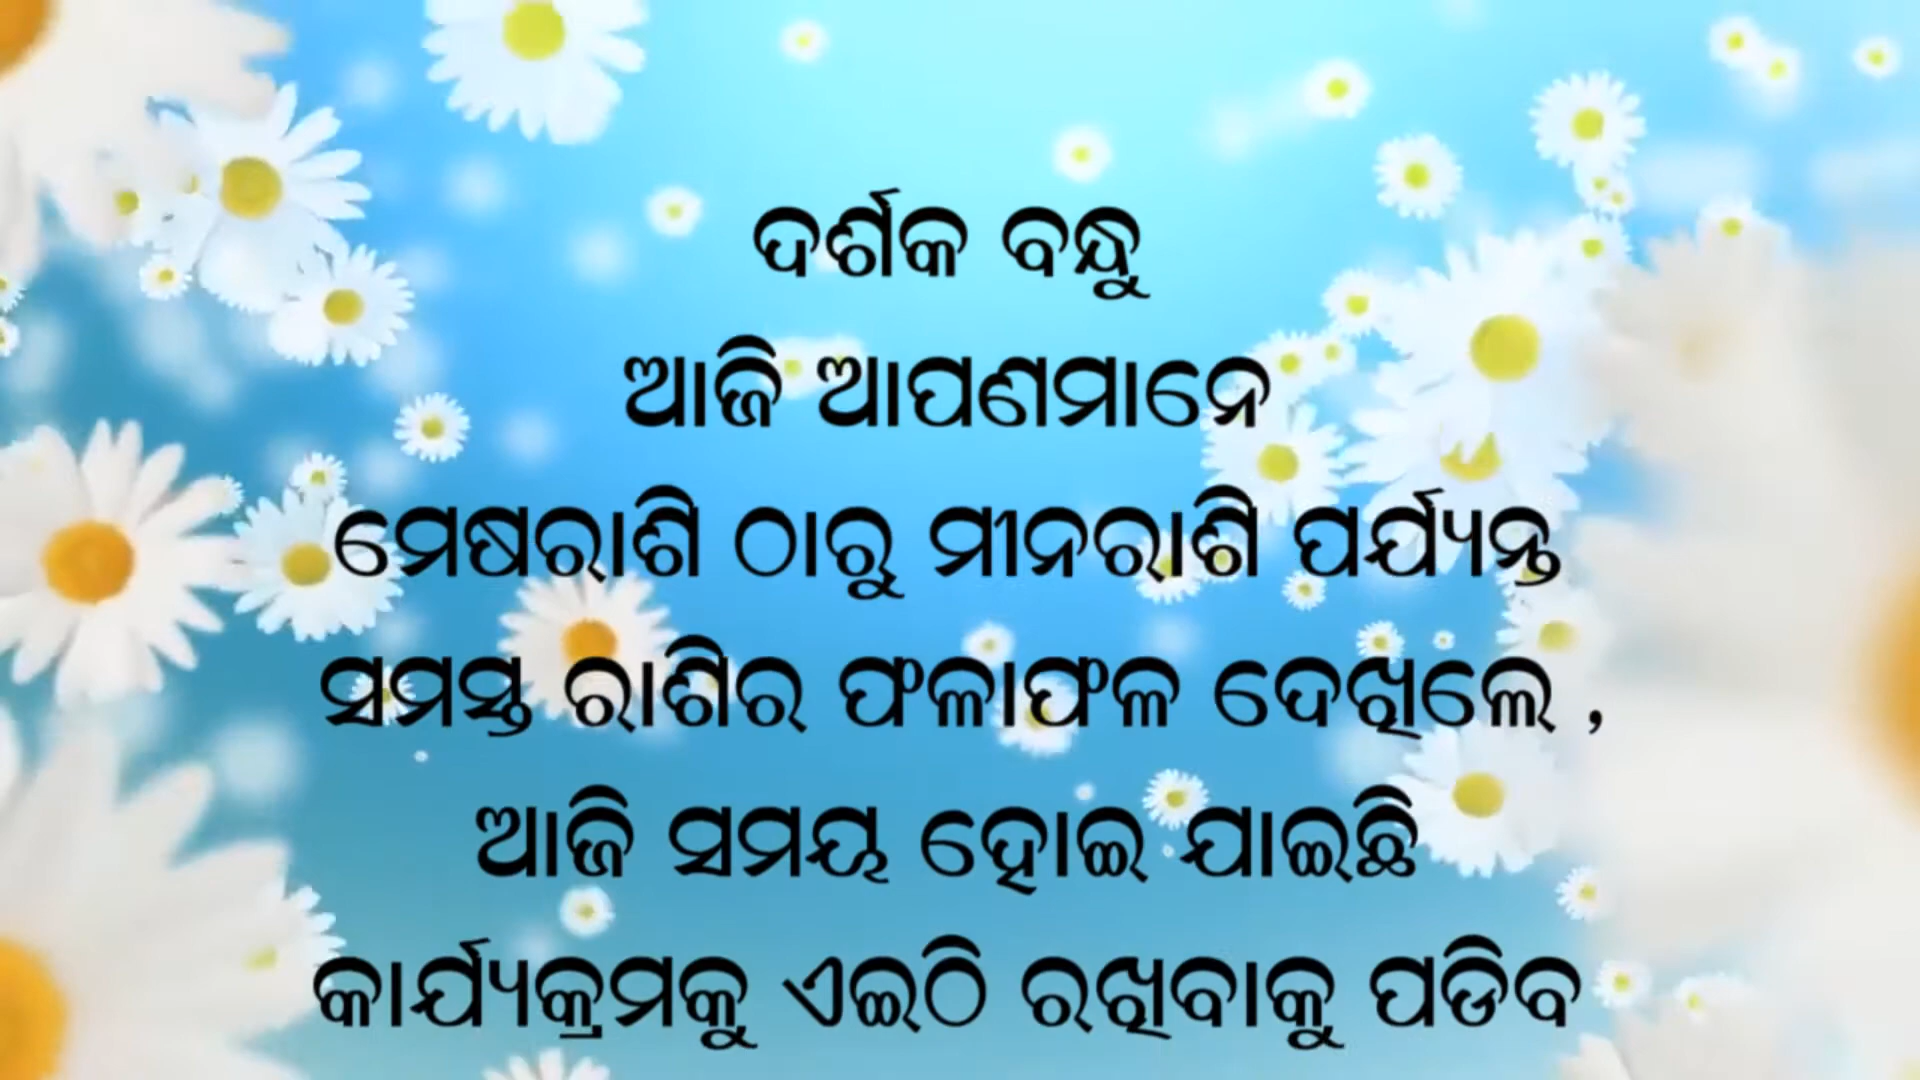 ଦର୍ଶକ ବନ୍ଧୁ
ଆଜି ଆପଣମାନେ
ମେଷରାଶି ଠାରୁ ମୀନରାଶି ପର୍ଯ୍ୟନ୍ତ
ସମସ୍ତ ରାଶିର ଫଳାଫଳ ଦେଖିଲେ ,
ଆଜି ସମୟ ହୋଇ ଯାଇଛି
କାର୍ଯ୍ୟକ୍ରମକୁ ଏଇଠି ରଖିବାକୁ ପଡିବ